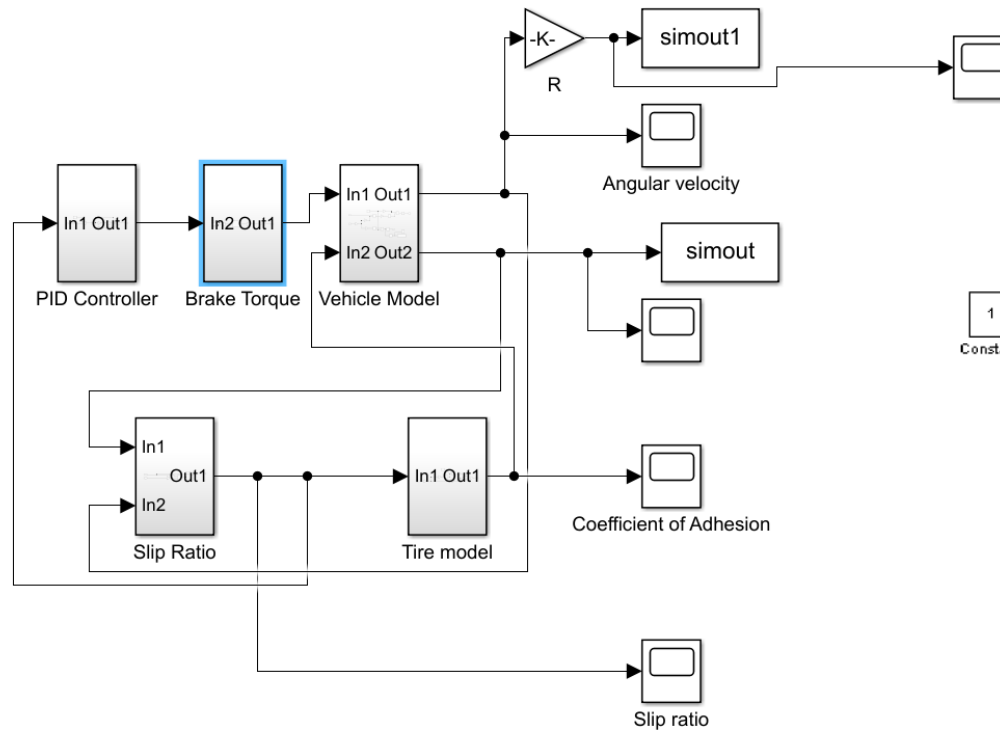 -K-
simout1
R
Angular velocity
In1 Out1
In2 Out1
In1 Out1
In2 Out2
simout
PID Controller
Brake Torque
Vehicle Model
1
Const
In1
Out1
In2
In1 Out1
Slip Ratio
Tire model
Coefficient of Adhesion
Slip ratio